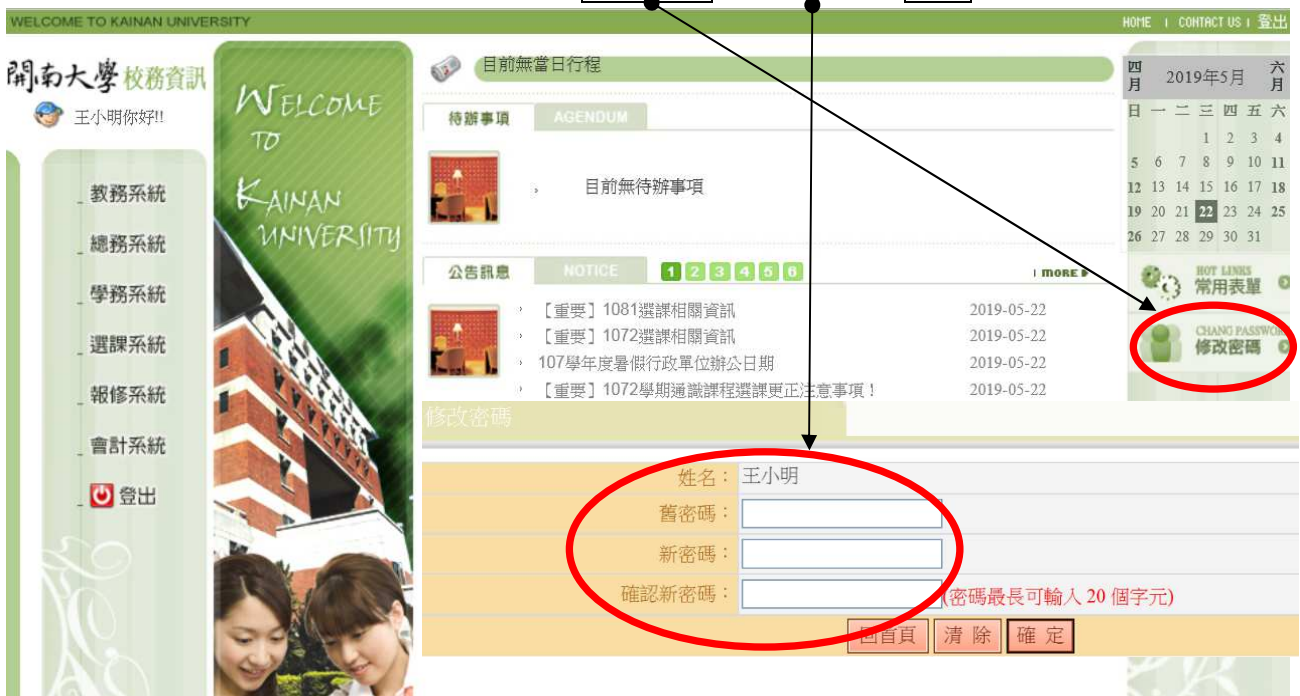 WELCOME TO KAINAN UNIVERSITY
HOME | CONTACT US | 登出
開南大學 校務資訊
王小明你好!!
教務系統
總務系統
學務系統
選課系統
報修系統
會計系統
登出
WELCOME
TO
KAINAN
UNIVERSITY
目前無當日行程
待辦事項 AGENDUM
目前無待辦事項
公告訊息 NOTICE 1 2 3 4 5 6 MORE
【重要】1081選課相關資訊 2019-05-22
【重要】1072選課相關資訊 2019-05-22
107學年度暑假行政單位辦公日期 2019-05-22
【重要】1072學期通識課程選課更正注意事項! 2019-05-22
四月 2019年5月 六月
日 一 二 三 四 五 六
1 2 3 4
5 6 7 8 9 10 11
12 13 14 15 16 17 18
19 20 21 22 23 24 25
26 27 28 29 30 31
HOT LINKS
常用表單
CHANG PASSWOR
修改密碼
修改密碼
姓名: 王小明
舊密碼:
新密碼:
確認新密碼: (密碼最長可輸入 20 個字元)
回首頁 清 除 確 定